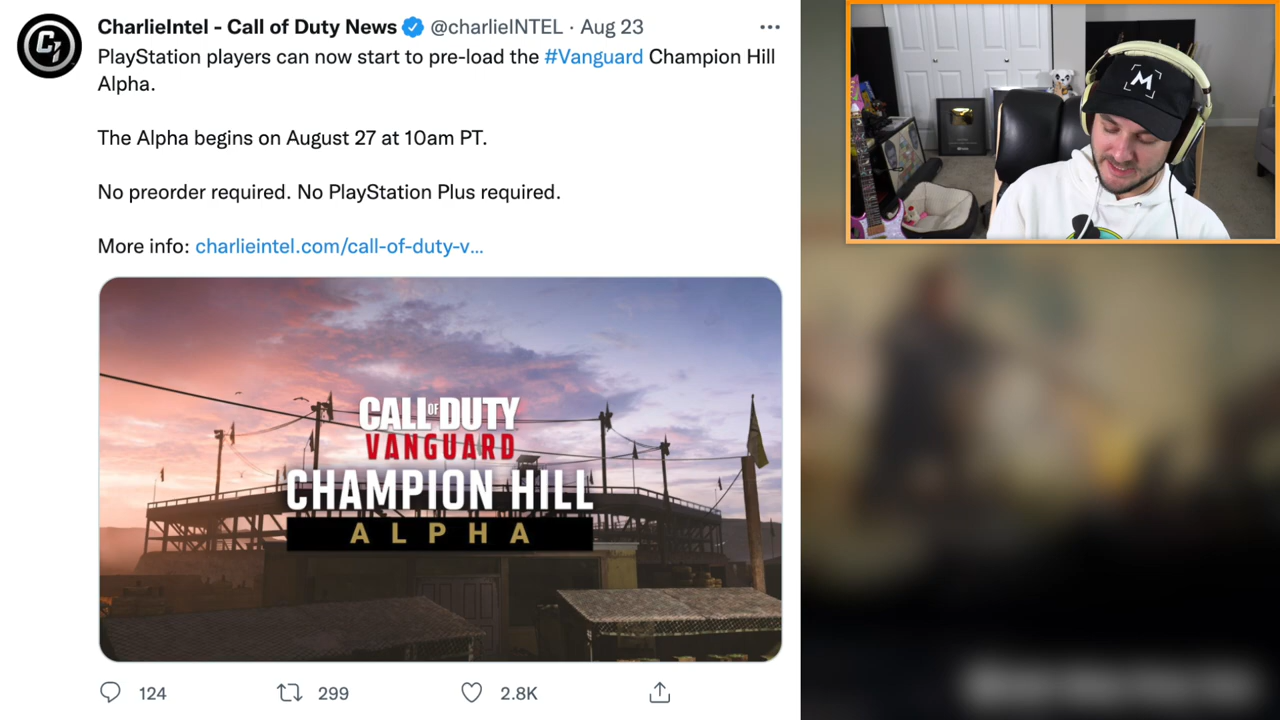 CharlieIntel - Call of Duty News @charlieINTEL · Aug 23
PlayStation players can now start to pre-load the #Vanguard Champion Hill
Alpha.
The Alpha begins on August 27 at 10am PT.
No preorder required. No PlayStation Plus required.
More info: charlieintel.com/call-of-duty-v...
CALL OF DUTY
VANGUARD
CHAMPION HILL
ALPHA
124 299 2.8K
CI
M